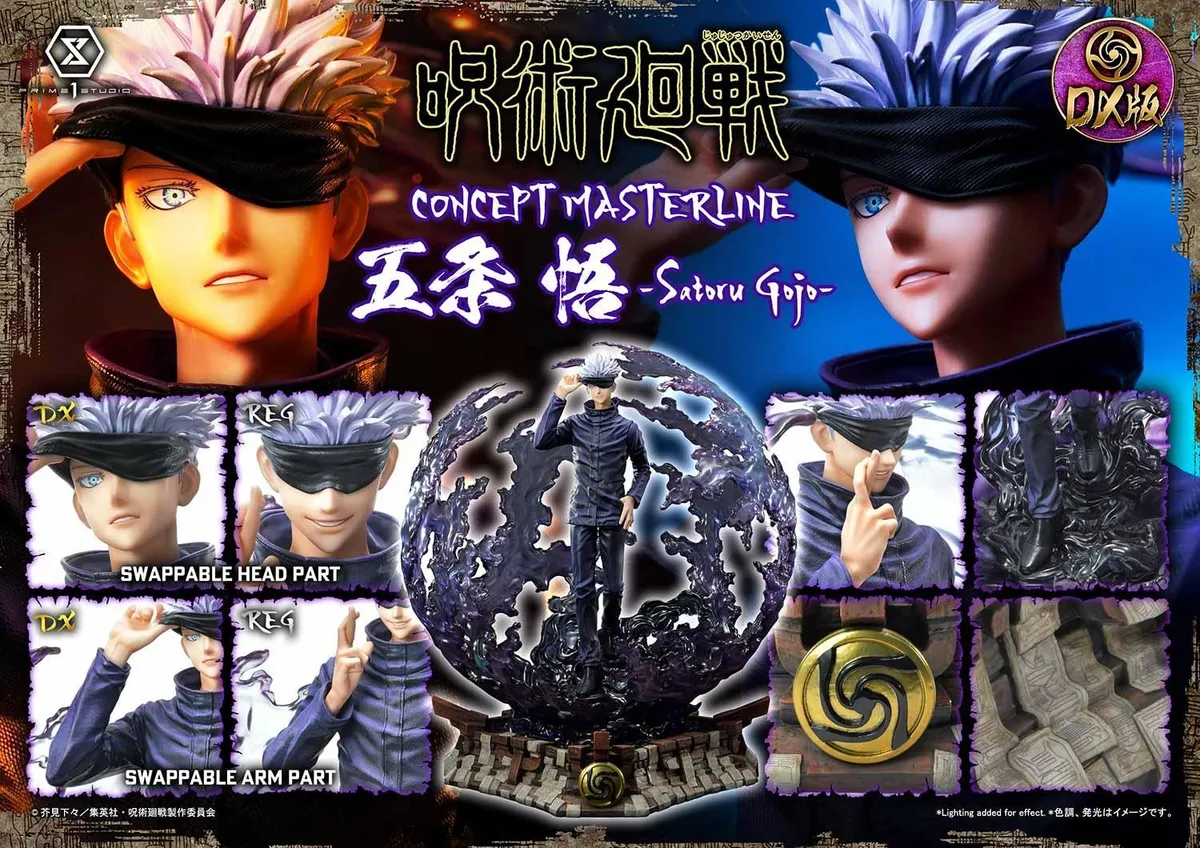 PRIME 1 STUDIO
じゅじゅつかいせん
呪術廻戦
DX版
CONCEPT MASTERLINE
五条 悟 -Satoru Gojo-
DX
REG
SWAPPABLE HEAD PART
DX
REG
SWAPPABLE ARM PART
© 芥見下々／集英社・呪術廻戦製作委員会
*Lighting added for effect. *色調、発光はイメージです。